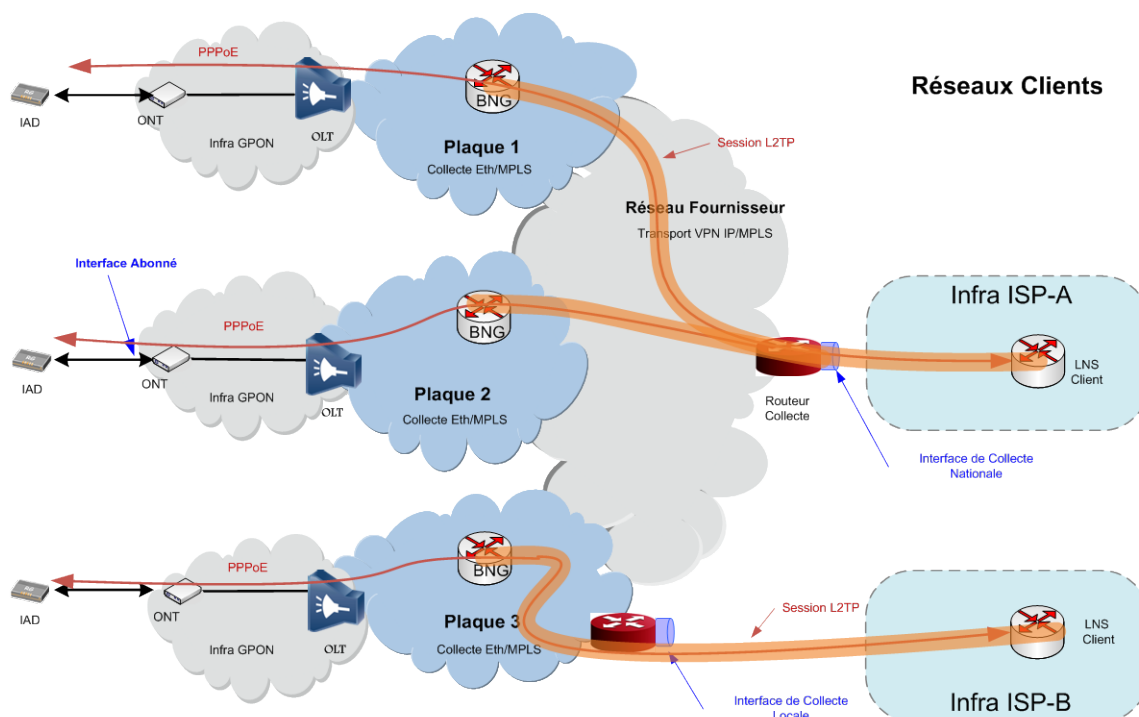 PPPoE
IAD
ONT
OLT
Infra GPON
BNG
Plaque 1
Collecte Eth/MPLS
Réseaux Clients
Session L2TP
Réseau Fournisseur
Transport VPN IP/MPLS
Interface Abonné
PPPoE
IAD
ONT
OLT
Infra GPON
BNG
Plaque 2
Collecte Eth/MPLS
Routeur
Collecte
Infra ISP-A
LNS
Client
Interface de Collecte
Nationale
PPPoE
IAD
ONT
OLT
Infra GPON
BNG
Plaque 3
Collecte Eth/MPLS
Session L2TP
Interface de Collecte
Locale
LNS
Client
Infra ISP-B